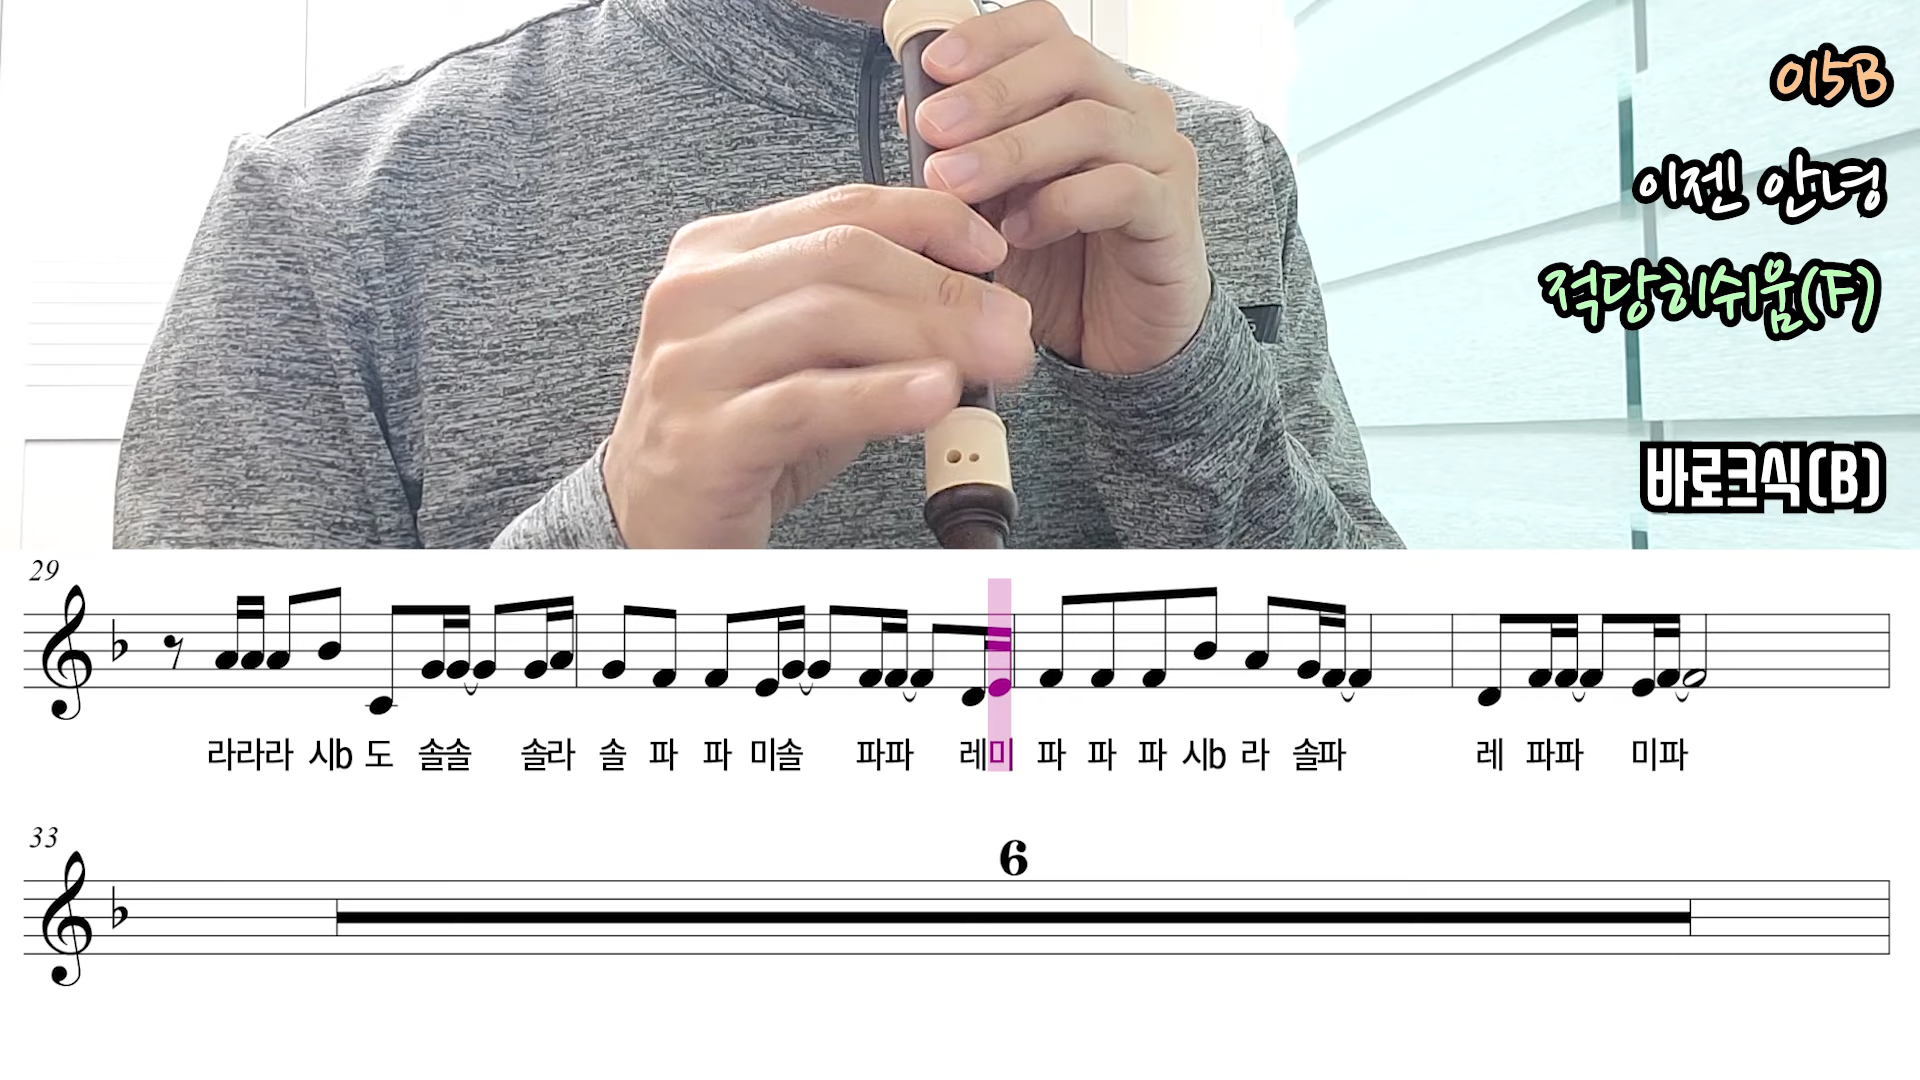 015B
이젠 안녕
적당히쉬움(F)
바로크식(B)
29
라라라 시b 도 솔솔 솔라 솔 파 파 미솔 파파 레미 파 파 파 시b 라 솔파 레 파파 미파
33
6